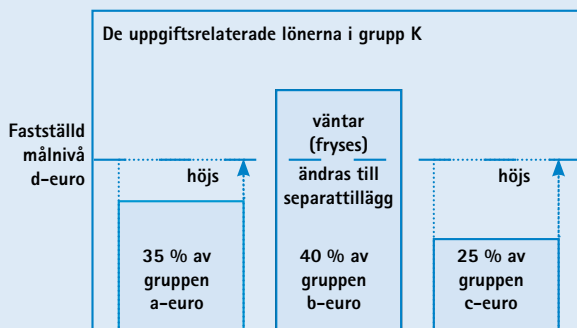 De uppgiftsrelaterade lönerna i grupp K
Fastställd
målnivå
d-euro
höjs
väntar
(fryses)
ändras till
separattillägg
höjs
35 % av
gruppen
a-euro
40 % av
gruppen
b-euro
25 % av
gruppen
c-euro